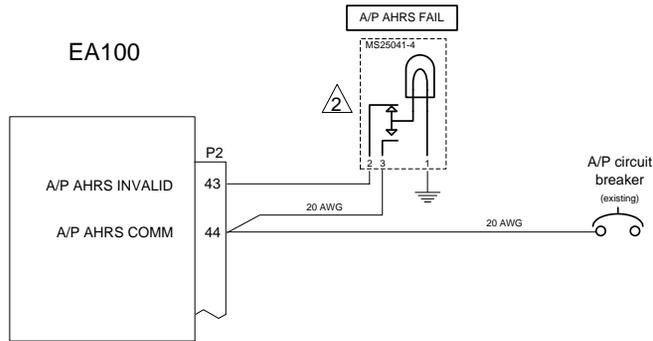 A/P AHRS FAIL
EA100
MS25041-4
2
P2
2 3 1
A/P AHRS INVALID 43
A/P circuit
breaker
(existing)
20 AWG
A/P AHRS COMM 44
20 AWG